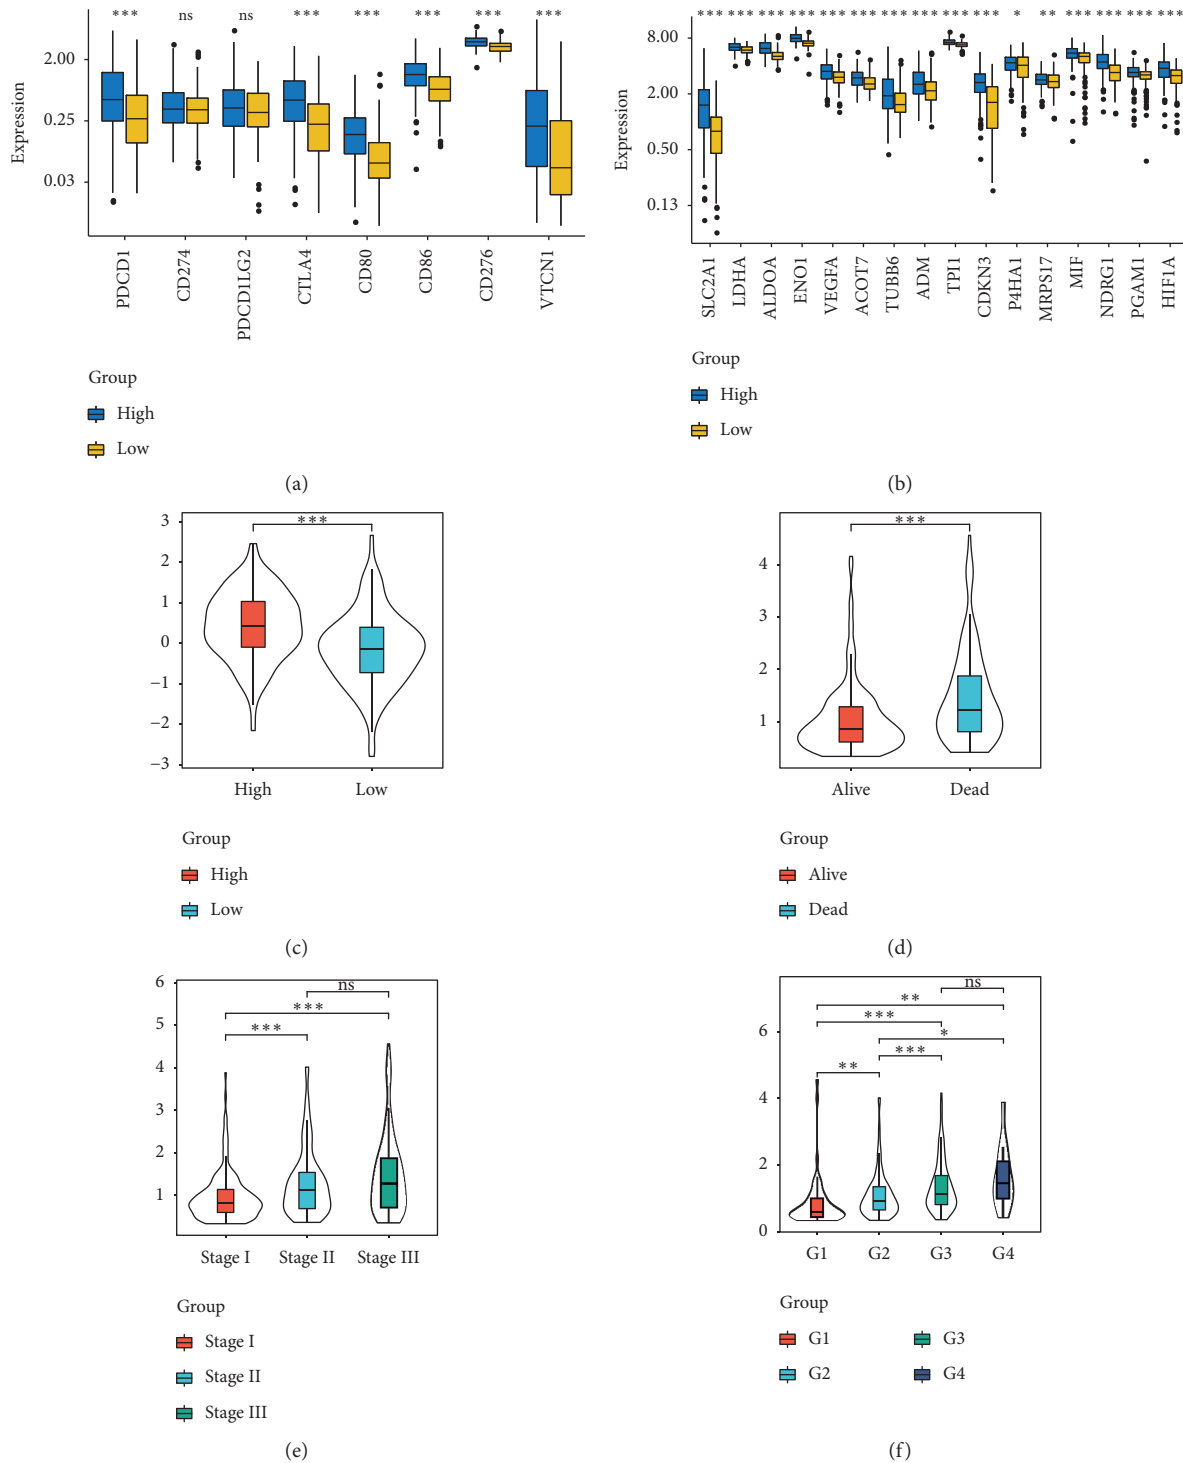 *** ns ns *** *** *** *** ***
Expression
2.00
0.25
0.03
PDCD1
CD274
PDCD1LG2
CTLA4
CD80
CD86
CD276
VTCN1
Group
High
Low
(a)
*** *** *** *** *** *** *** *** *** *** * ** *** *** *** ***
Expression
8.00
2.00
0.50
0.13
SLC2A1
LDHA
ALDOA
ENO1
VEGFA
ACOT7
TUBB6
ADM
TPI1
CDKN3
P4HA1
MRPS17
MIF
NDRG1
PGAM1
HIF1A
Group
High
Low
(b)
***
3
2
1
0
−1
−2
−3
High Low
Group
High
Low
(c)
***
4
3
2
1
Alive Dead
Group
Alive
Dead
(d)
ns
***
***
6
5
4
3
2
1
Stage I Stage II Stage III
Group
Stage I
Stage II
Stage III
(e)
ns
**
***
*
***
**
6
4
2
0
G1 G2 G3 G4
Group
G1 G3
G2 G4
(f)